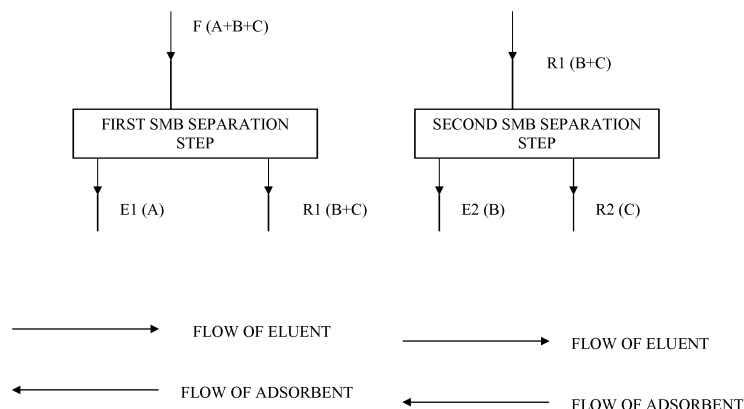 F (A+B+C)
R1 (B+C)
FIRST SMB SEPARATION
STEP
SECOND SMB SEPARATION
STEP
E1 (A)
R1 (B+C)
E2 (B)
R2 (C)
FLOW OF ELUENT
FLOW OF ELUENT
FLOW OF ADSORBENT
FLOW OF ADSORBENT